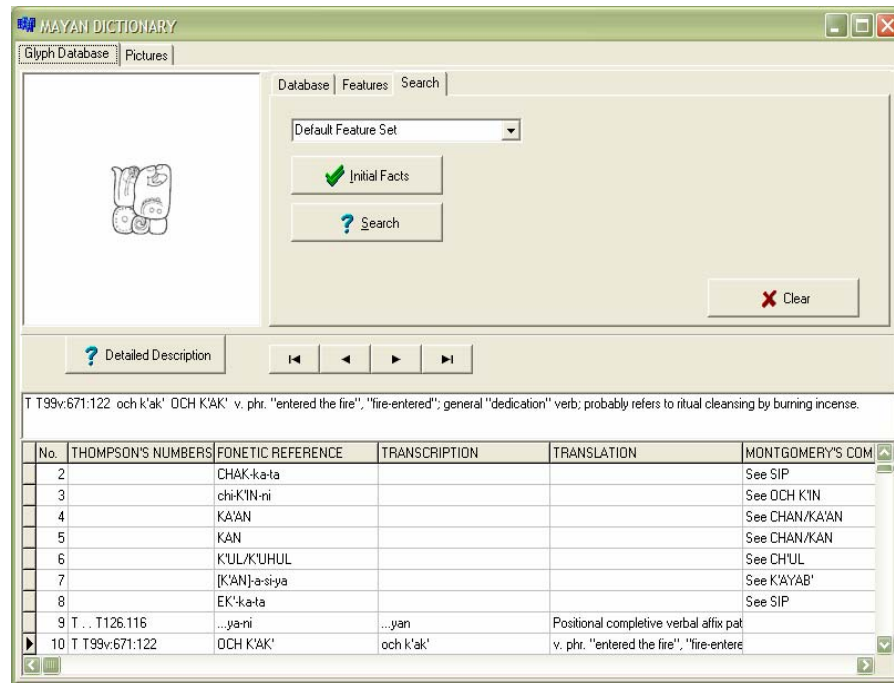 MAYAN DICTIONARY
Glyph Database Pictures
Database Features Search
Default Feature Set
Initial Facts
Search
Clear
Detailed Description
T T99v:671:122 och k'ak' OCH K'AK' v. phr. "entered the fire", "fire-entered"; general "dedication" verb; probably refers to ritual cleansing by burning incense.
No. THOMPSON'S NUMBERS FONETIC REFERENCE TRANSCRIPTION TRANSLATION MONTGOMERY'S COM
2 CHAK-ka-ta See SIP
3 chi-K'IN-ni See OCH K'IN
4 KA'AN See CHAN/KA'AN
5 KAN See CHAN/KAN
6 K'UL/K'UHUL See CH'UL
7 [K'AN]-a-si-ya See K'AYAB'
8 EK'-ka-ta See SIP
9 T . . T126.116 ...ya-ni ...yan Positional completive verbal affix pat
10 T T99v:671:122 OCH K'AK' och k'ak' v. phr. "entered the fire", "fire-entere